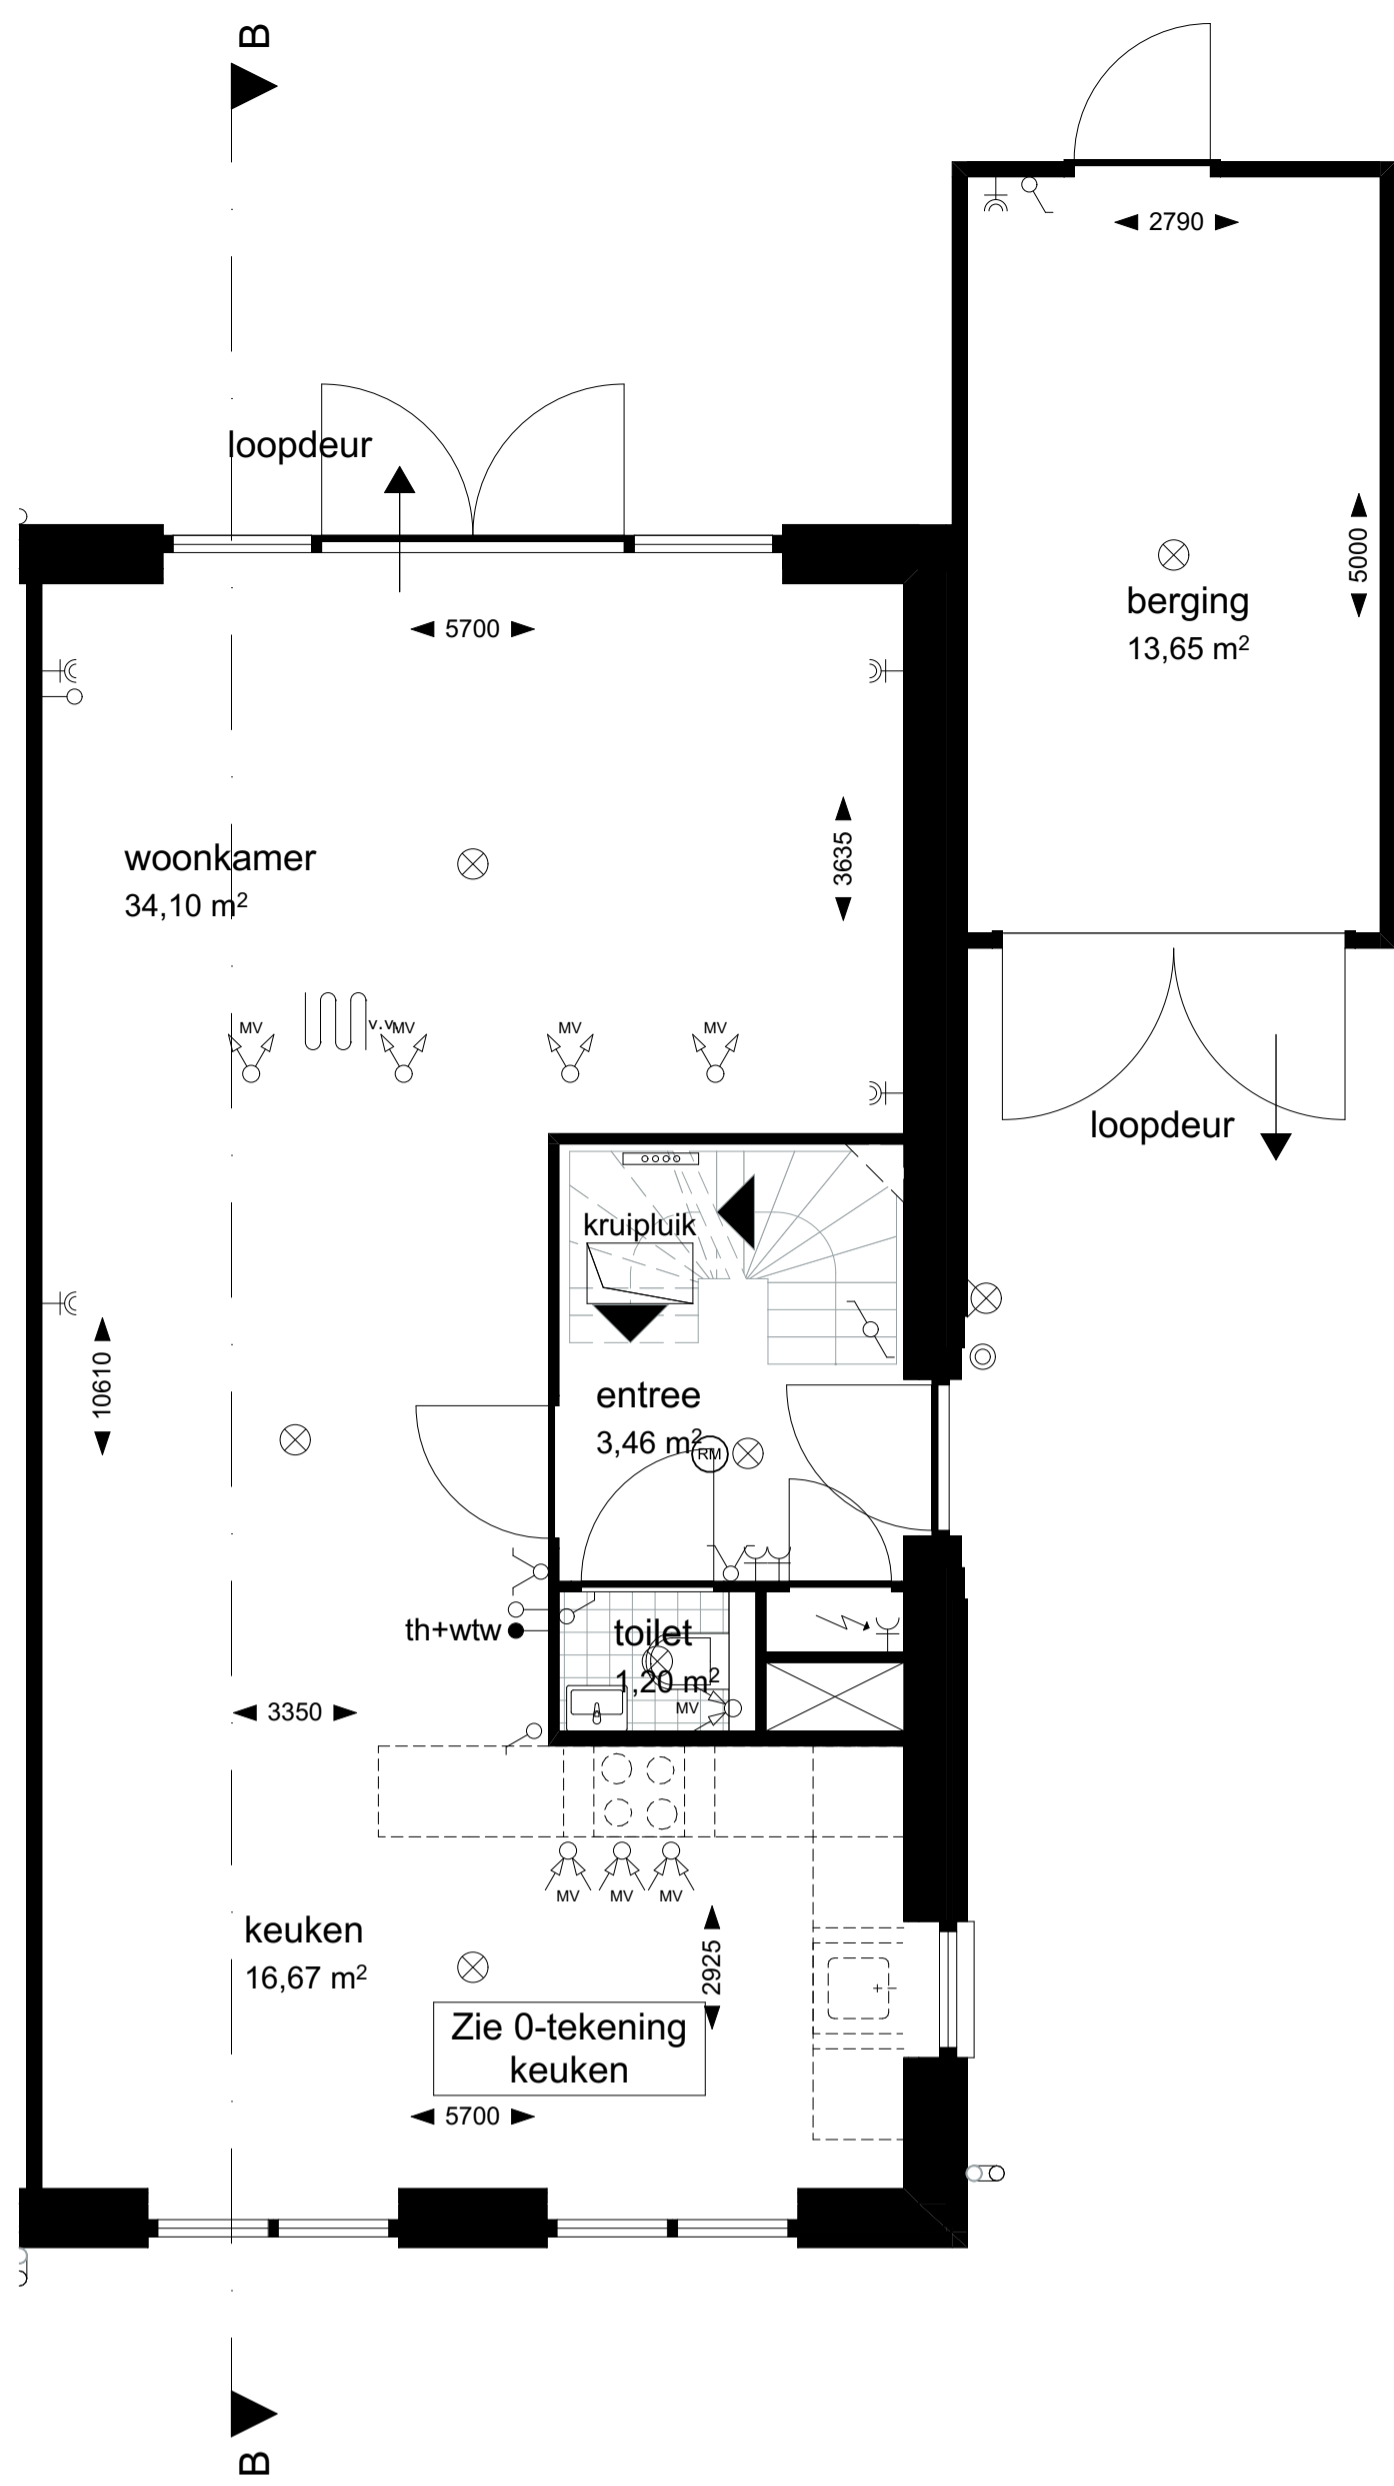 B
2790
loopdeur
5000
berging
13,65 m²
5700
3635
woonkamer
34,10 m²
MV
v.v.
MV
MV
MV
loopdeur
kruipluik
10610
entree
3,46 m²
RM
th+wtw
toilet
1,20 m²
MV
3350
MV
MV
MV
keuken
16,67 m²
2925
Zie 0-tekening
keuken
5700
B